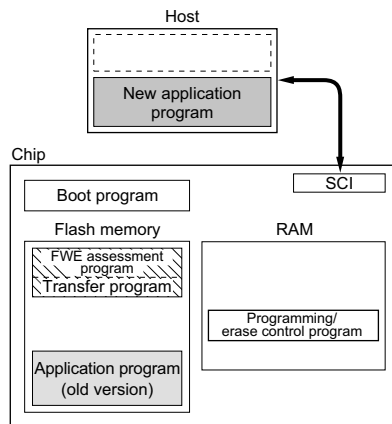 Host
New application
program
Chip
SCI
Boot program
Flash memory
RAM
FWE assessment
program
Transfer program
Programming/
erase control program
Application program
(old version)